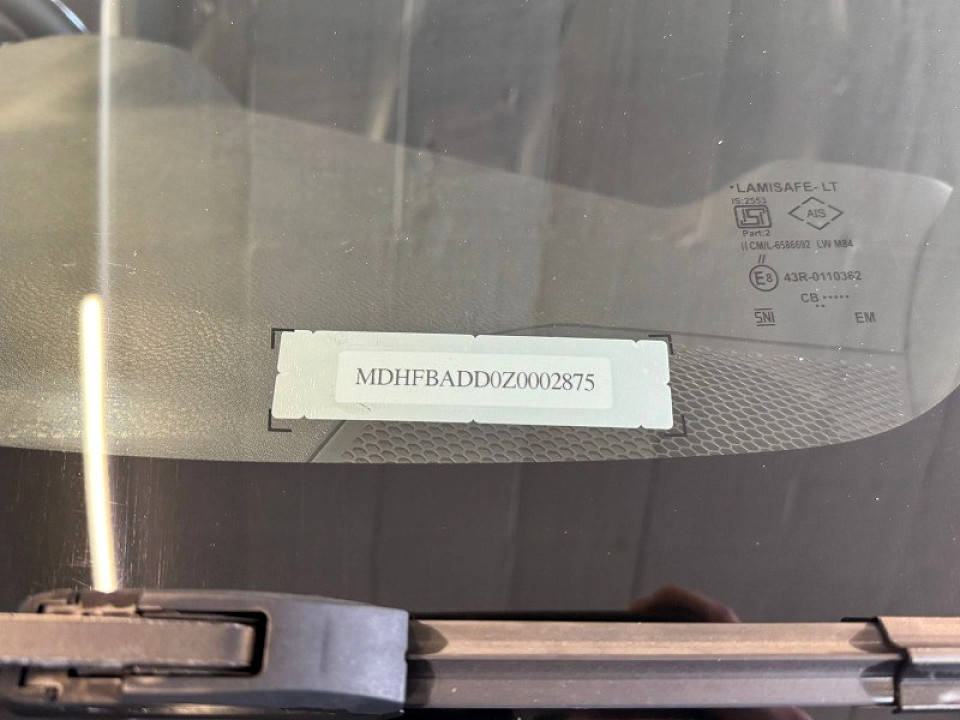 LAMISAFE-LT
IS:2553
ISI
AIS
Part:2
CM/L-6586692 LW M84
E8
43R-0110362
CB
SNI
EM
MDHFBADD0Z0002875